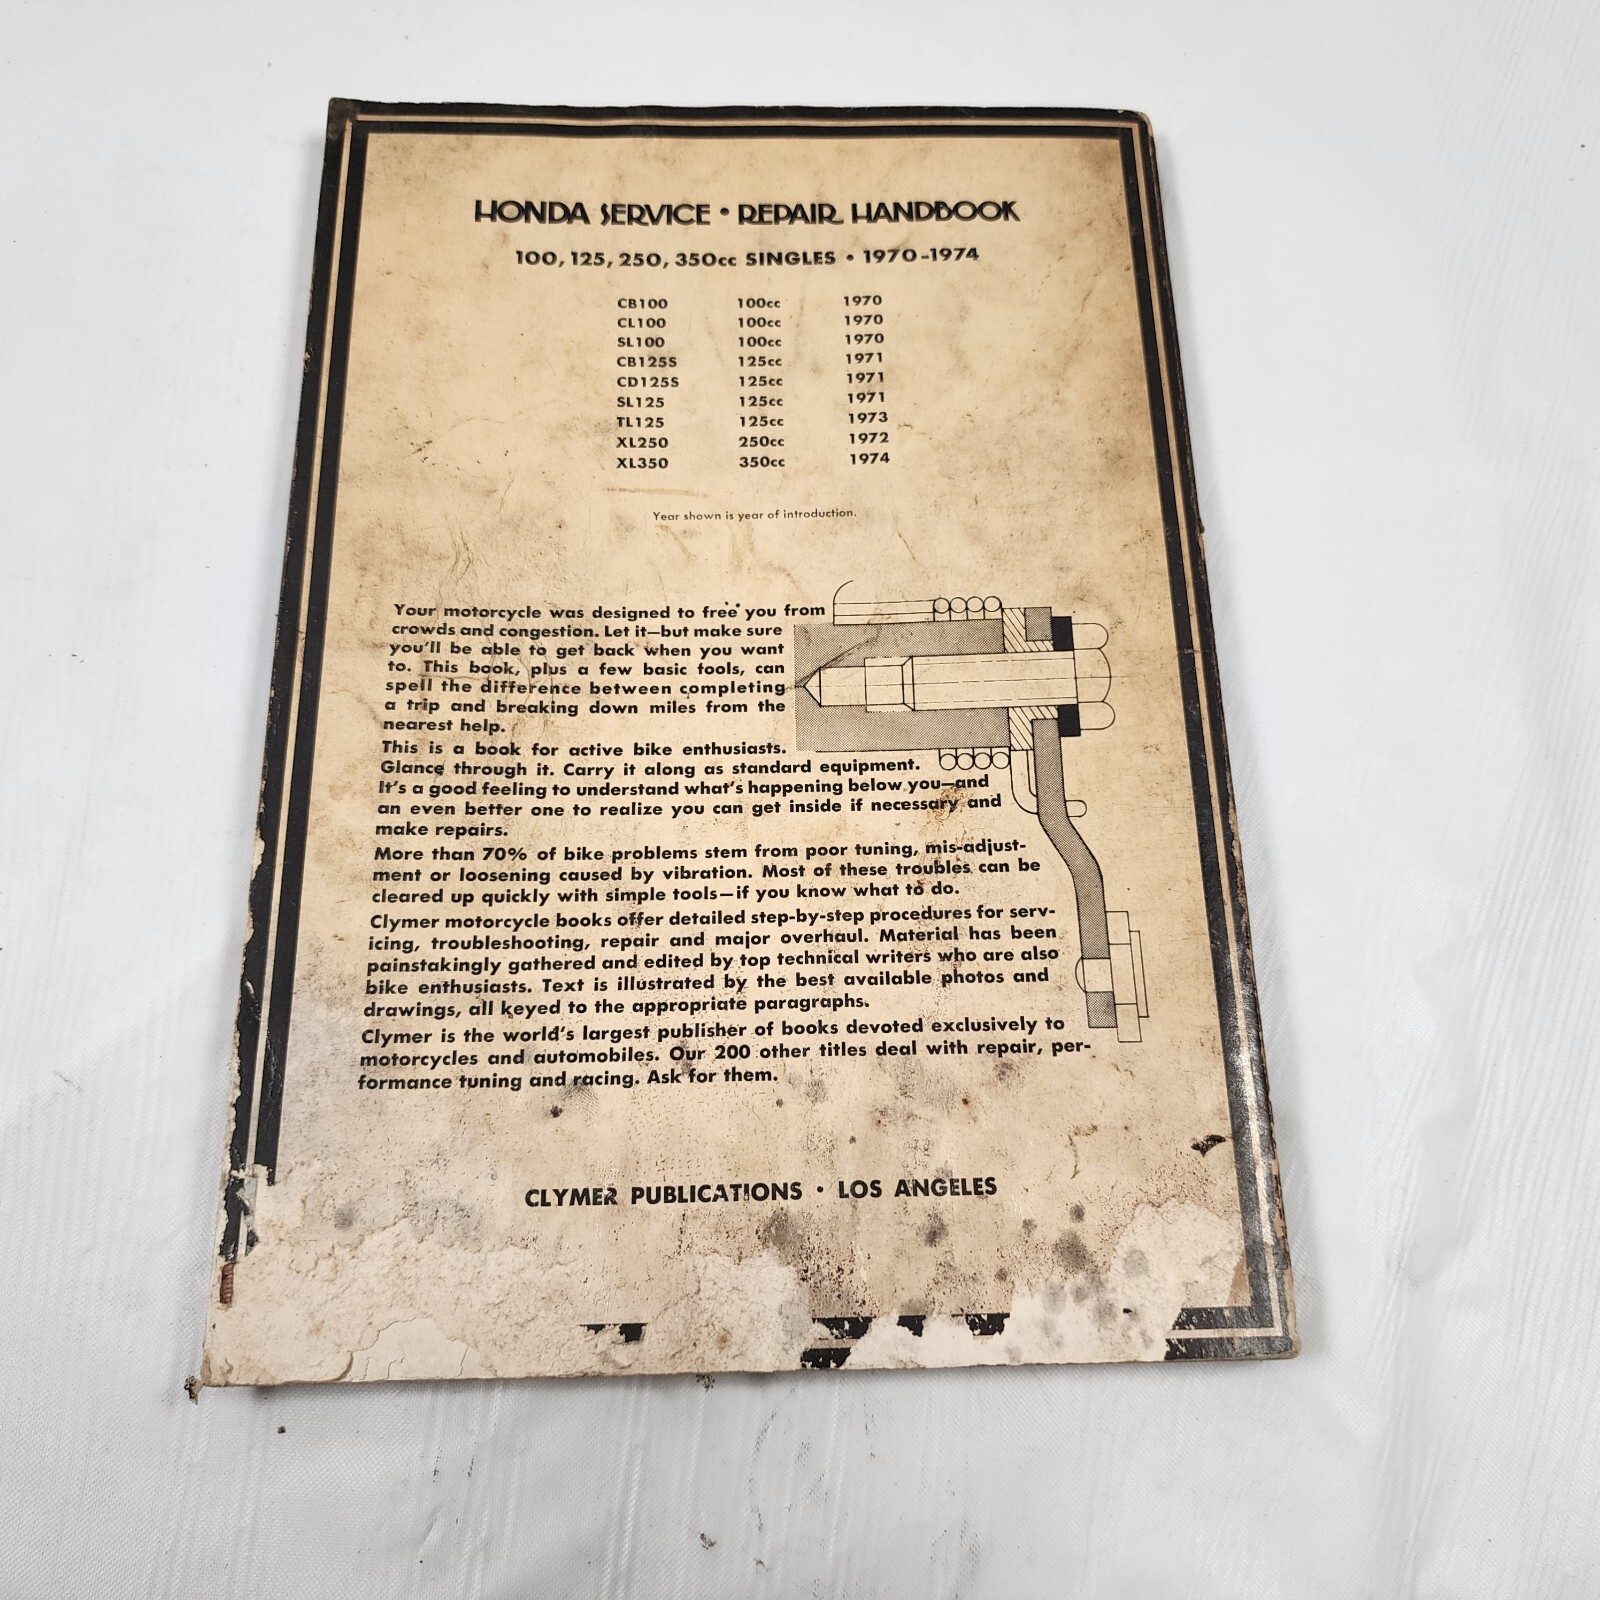 HONDA SERVICE • REPAIR HANDBOOK
100, 125, 250, 350cc SINGLES • 1970-1974
CB100 100cc 1970
CL100 100cc 1970
SL100 100cc 1970
CB125S 125cc 1971
CD125S 125cc 1971
SL125 125cc 1971
TL125 125cc 1973
XL250 250cc 1972
XL350 350cc 1974
Year shown is year of introduction.
Your motorcycle was designed to free you from
crowds and congestion. Let it—but make sure
you'll be able to get back when you want
to. This book, plus a few basic tools, can
spell the difference between completing
a trip and breaking down miles from the
nearest help.
This is a book for active bike enthusiasts.
Glance through it. Carry it along as standard equipment.
It's a good feeling to understand what's happening below you—and
an even better one to realize you can get inside if necessary and
make repairs.
More than 70% of bike problems stem from poor tuning, mis-adjust-
ment or loosening caused by vibration. Most of these troubles can be
cleared up quickly with simple tools—if you know what to do.
Clymer motorcycle books offer detailed step-by-step procedures for serv-
icing, troubleshooting, repair and major overhaul. Material has been
painstakingly gathered and edited by top technical writers who are also
bike enthusiasts. Text is illustrated by the best available photos and
drawings, all keyed to the appropriate paragraphs.
Clymer is the world's largest publisher of books devoted exclusively to
motorcycles and automobiles. Our 200 other titles deal with repair, per-
formance tuning and racing. Ask for them.
CLYMER PUBLICATIONS • LOS ANGELES